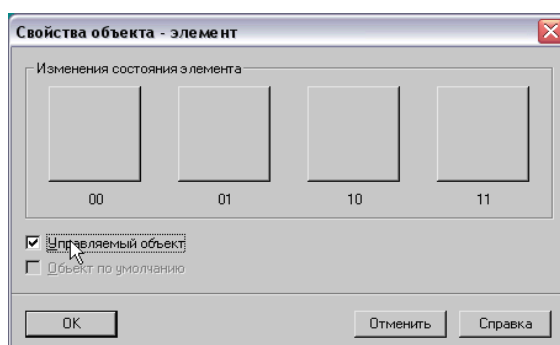 Свойства объекта - элемент
Изменения состояния элемента
00 01 10 11
Управляемый объект
Объект по умолчанию
OK Отменить Справка